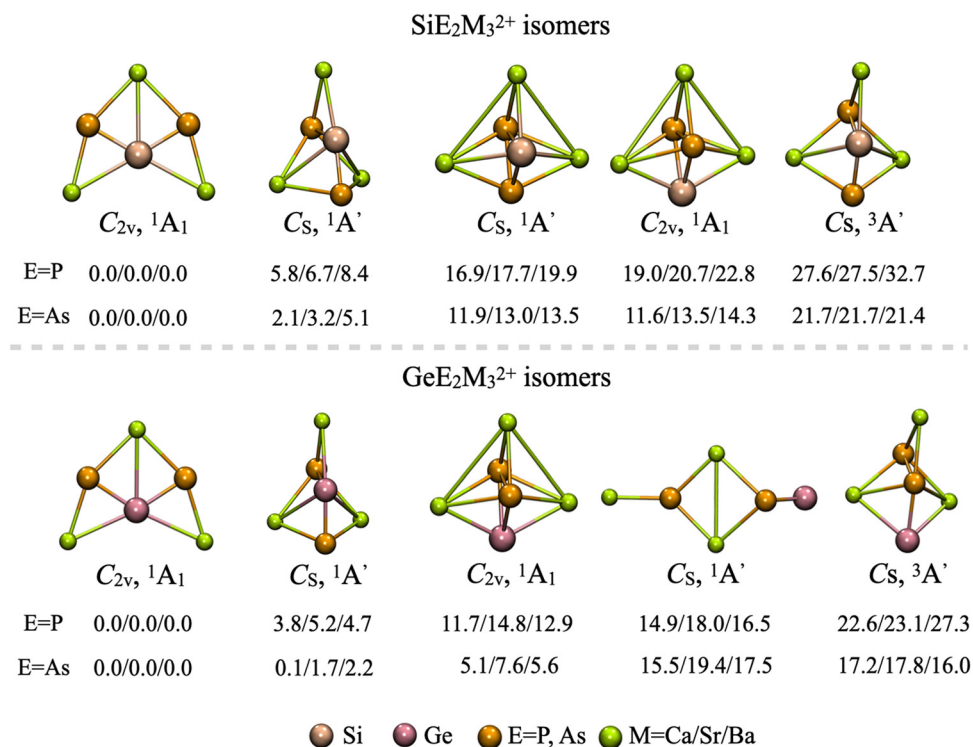 SiE₂M₃²⁺ isomers
C₂ᵥ, ¹A₁ Cₛ, ¹A’ Cₛ, ¹A’ C₂ᵥ, ¹A₁ Cs, ³A’
E=P 0.0/0.0/0.0 5.8/6.7/8.4 16.9/17.7/19.9 19.0/20.7/22.8 27.6/27.5/32.7
E=As 0.0/0.0/0.0 2.1/3.2/5.1 11.9/13.0/13.5 11.6/13.5/14.3 21.7/21.7/21.4
GeE₂M₃²⁺ isomers
C₂ᵥ, ¹A₁ Cₛ, ¹A’ C₂ᵥ, ¹A₁ Cₛ, ¹A’ Cs, ³A’
E=P 0.0/0.0/0.0 3.8/5.2/4.7 11.7/14.8/12.9 14.9/18.0/16.5 22.6/23.1/27.3
E=As 0.0/0.0/0.0 0.1/1.7/2.2 5.1/7.6/5.6 15.5/19.4/17.5 17.2/17.8/16.0
Si Ge E=P, As M=Ca/Sr/Ba